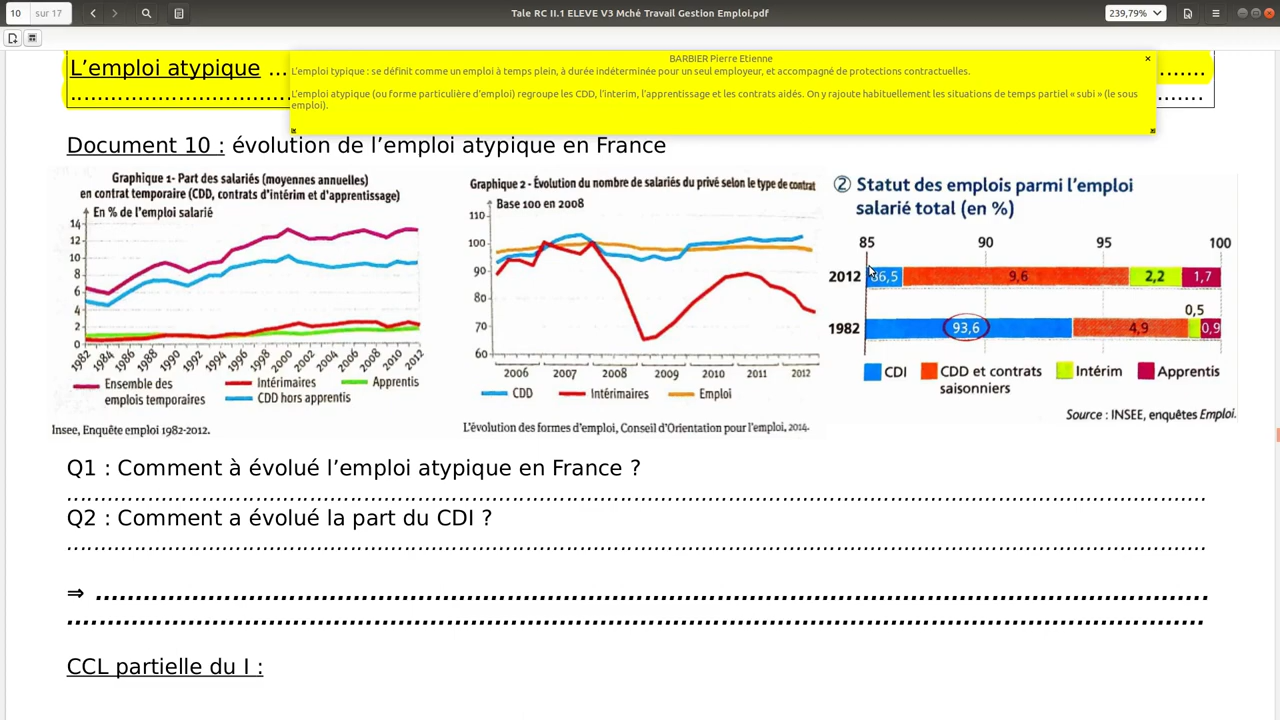 10 sur 17 Tale RC II.1 ELEVE V3 Mché Travail Gestion Emploi.pdf 239,79%
BARBIER Pierre Etienne
L'emploi typique : se définit comme un emploi à temps plein, à durée indéterminée pour un seul employeur, et accompagné de protections contractuelles.
L'emploi atypique (ou forme particulière d'emploi) regroupe les CDD, l'interim, l'apprentissage et les contrats aidés. On y rajoute habituellement les situations de temps partiel « subi » (le sous
emploi).
L'emploi atypique ...
Document 10 : évolution de l'emploi atypique en France
Graphique 1- Part des salariés (moyennes annuelles)
en contrat temporaire (CDD, contrats d'intérim et d'apprentissage)
En % de l'emploi salarié
14
12
10
8
6
4
2
0
1982 1984 1986 1988 1990 1992 1994 1996 1998 2000 2002 2004 2006 2008 2010 2012
Ensemble des
emplois temporaires
Intérimaires
CDD hors apprentis
Apprentis
Insee, Enquête emploi 1982-2012.
Graphique 2 - Évolution du nombre de salariés du privé selon le type de contrat
Base 100 en 2008
110
100
90
80
70
60
2006 2007 2008 2009 2010 2011 2012
CDD Intérimaires Emploi
L'évolution des formes d'emploi, Conseil d'Orientation pour l'emploi, 2014.
② Statut des emplois parmi l'emploi
salarié total (en %)
85 90 95 100
2012 86,5 9,6 2,2 1,7
0,5
1982 93,6 4,9 0,9
CDI CDD et contrats
saisonniers
Intérim Apprentis
Source : INSEE, enquêtes Emploi.
Q1 : Comment à évolué l'emploi atypique en France ?
Q2 : Comment a évolué la part du CDI ?
⇒
CCL partielle du I :